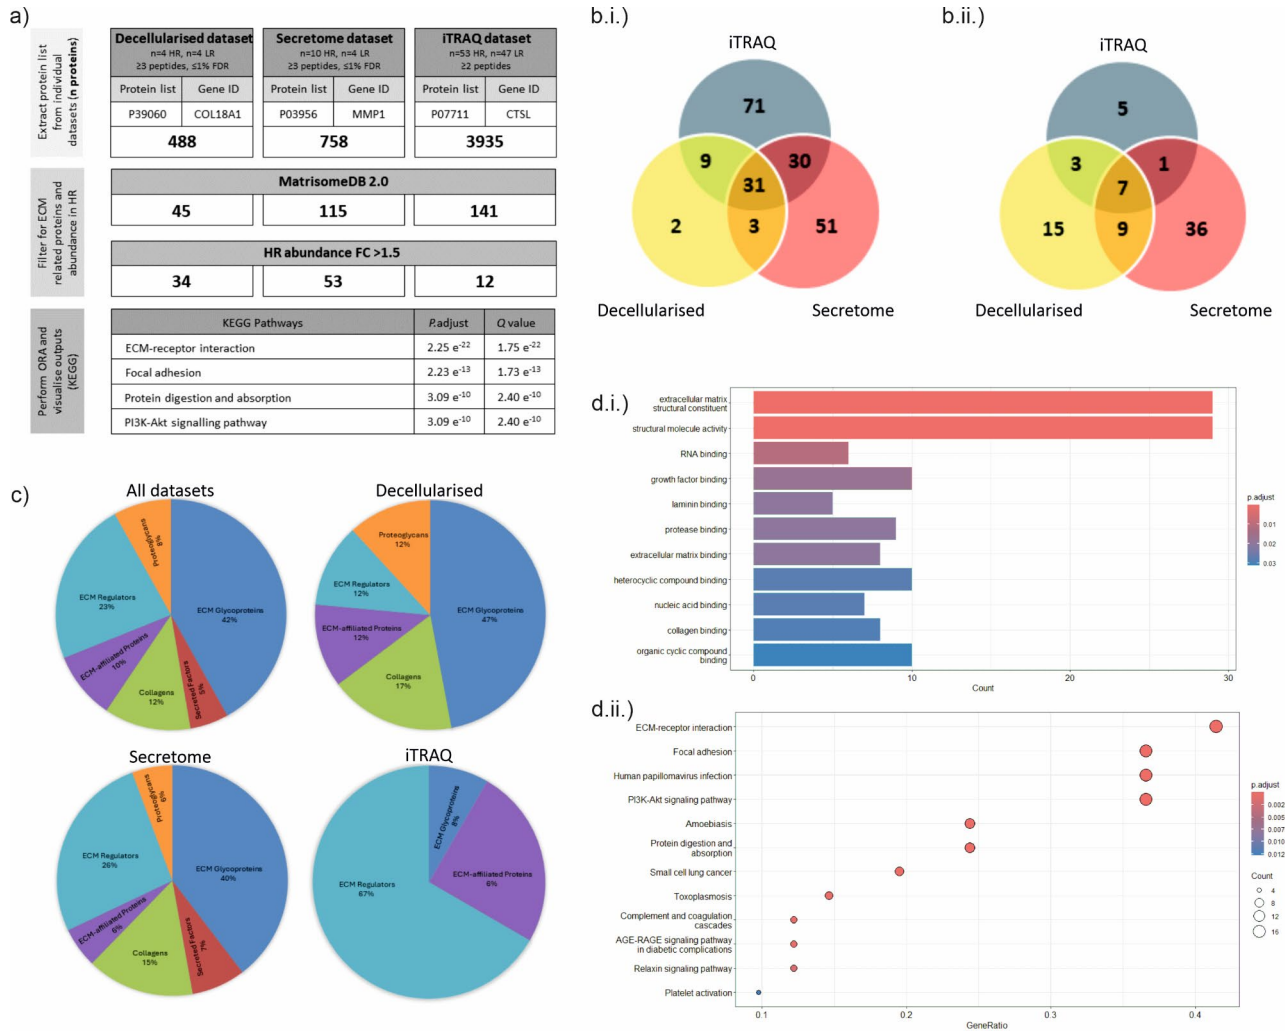 a)
Extract protein list
from individual
datasets (n proteins)
Decellularised dataset
n=4 HR, n=4 LR
≥3 peptides, ≤1% FDR
Secretome dataset
n=10 HR, n=4 LR
≥3 peptides, ≤1% FDR
iTRAQ dataset
n=53 HR, n=47 LR
≥2 peptides
Protein list Gene ID Protein list Gene ID Protein list Gene ID
P39060 COL18A1 P03956 MMP1 P07711 CTSL
488 758 3935
Filter for ECM
related proteins and
abundance in HR
MatrisomeDB 2.0
45 115 141
HR abundance FC >1.5
34 53 12
Perform ORA and
visualise outputs
(KEGG)
KEGG Pathways P.adjust Q value
ECM-receptor interaction 2.25 e-22 1.75 e-22
Focal adhesion 2.23 e-13 1.73 e-13
Protein digestion and absorption 3.09 e-10 2.40 e-10
PI3K-Akt signalling pathway 3.09 e-10 2.40 e-10
b.i.)
iTRAQ
71
9
30
31
2
3
51
Decellularised
Secretome
b.ii.)
iTRAQ
5
3
1
7
15
9
36
Decellularised
Secretome
c)
All datasets
Proteoglycans
8%
ECM Regulators
23%
ECM Glycoproteins
42%
ECM-affiliated Proteins
10%
Collagens
12%
Secreted Factors
5%
Decellularised
Proteoglycans
12%
ECM Regulators
12%
ECM Glycoproteins
47%
ECM-affiliated Proteins
12%
Collagens
17%
Secretome
Proteoglycans
6%
ECM Regulators
26%
ECM Glycoproteins
40%
ECM-affiliated Proteins
6%
Collagens
15%
Secreted Factors
7%
iTRAQ
ECM Glycoproteins
8%
ECM Regulators
67%
ECM-affiliated Proteins
6%
d.i.)
extracellular matrix
structural constituent
structural molecule activity
RNA binding
growth factor binding
laminin binding
protease binding
extracellular matrix binding
heterocyclic compound binding
nucleic acid binding
collagen binding
organic cyclic compound
binding
0 10 20 30
Count
p.adjust
0.01
0.02
0.03
d.ii.)
ECM-receptor interaction
Focal adhesion
Human papillomavirus infection
PI3K-Akt signaling pathway
Amoebiasis
Protein digestion and
absorption
Small cell lung cancer
Toxoplasmosis
Complement and coagulation
cascades
AGE-RAGE signaling pathway
in diabetic complications
Relaxin signaling pathway
Platelet activation
0.1 0.2 0.3 0.4
GeneRatio
p.adjust
0.002
0.005
0.007
0.010
0.012
Count
4
8
12
16